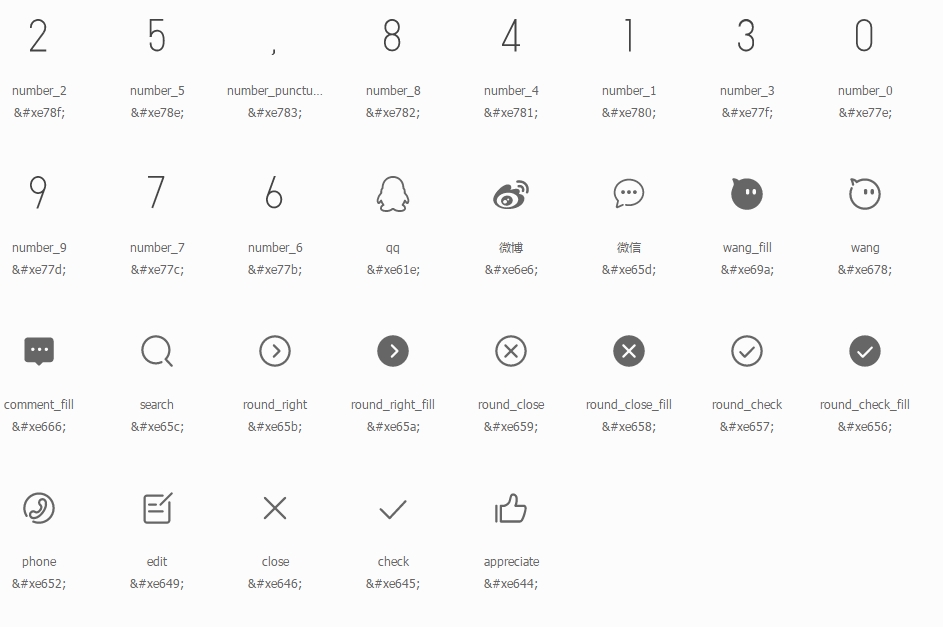 2 5 , 8 4 1 3 0
number_2 number_5 number_punctu... number_8 number_4 number_1 number_3 number_0
&#xe78f; &#xe78e; &#xe783; &#xe782; &#xe781; &#xe780; &#xe77f; &#xe77e;
9 7 6
number_9 number_7 number_6 qq 微博 微信 wang_fill wang
&#xe77d; &#xe77c; &#xe77b; &#xe61e; &#xe6e6; &#xe65d; &#xe69a; &#xe678;
comment_fill search round_right round_right_fill round_close round_close_fill round_check round_check_fill
&#xe666; &#xe65c; &#xe65b; &#xe65a; &#xe659; &#xe658; &#xe657; &#xe656;
phone edit close check appreciate
&#xe652; &#xe649; &#xe646; &#xe645; &#xe644;